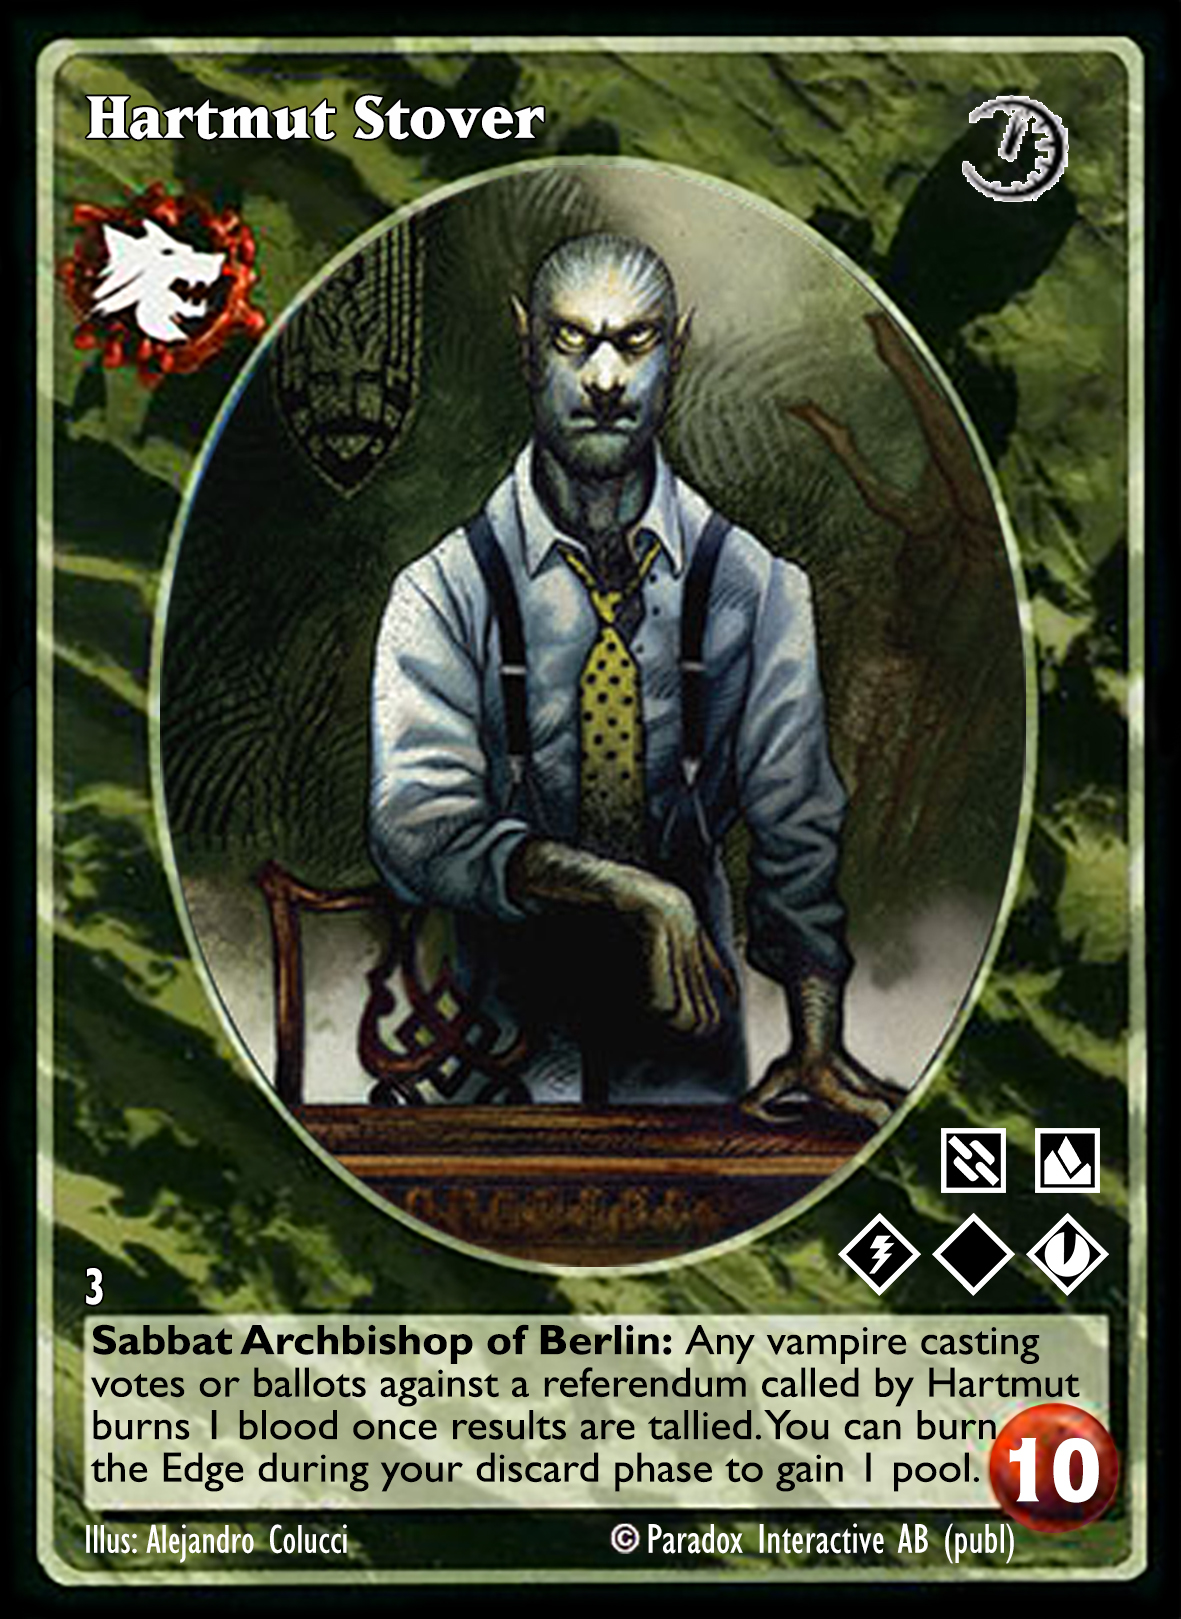 Hartmut Stover
3
Sabbat Archbishop of Berlin: Any vampire casting
votes or ballots against a referendum called by Hartmut
burns 1 blood once results are tallied. You can burn
the Edge during your discard phase to gain 1 pool.
10
Illus: Alejandro Colucci
© Paradox Interactive AB (publ)